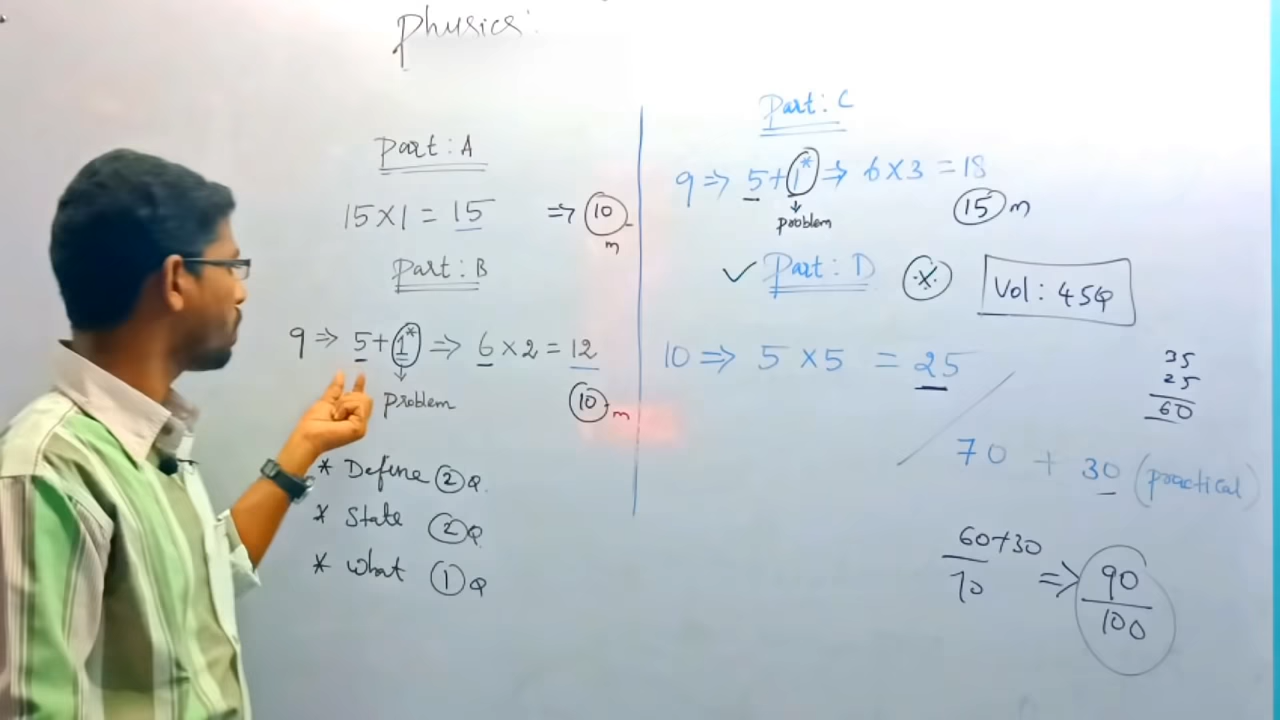 Physics:
Part: A
15×1 = 15 ⇒ 10
m
Part: B
9 ⇒ 5+1* ⇒ 6×2 = 12
problem
10 m
* Define ② Q.
* State ② Q
* What ① Q
Part: C
9 ⇒ 5+1* ⇒ 6×3 = 18
problem
15 m
✓ Part: D
Vol: 4 5Q
10 ⇒ 5×5 = 25
35
25
60
70 + 30 (practical)
60+30
70
⇒ 90
100